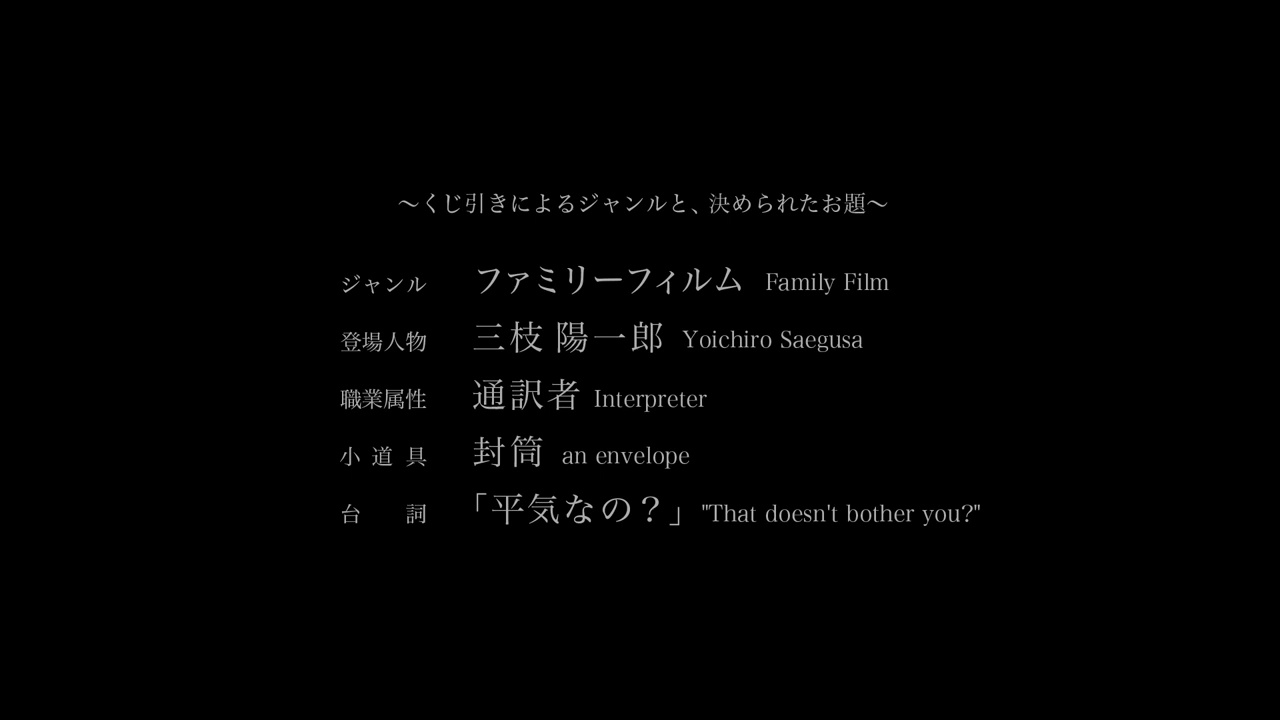 ～くじ引きによるジャンルと、決められたお題～
ジャンル ファミリーフィルム Family Film
登場人物 三枝 陽一郎 Yoichiro Saegusa
職業属性 通訳者 Interpreter
小道具 封筒 an envelope
台詞 「平気なの？」"That doesn't bother you?"